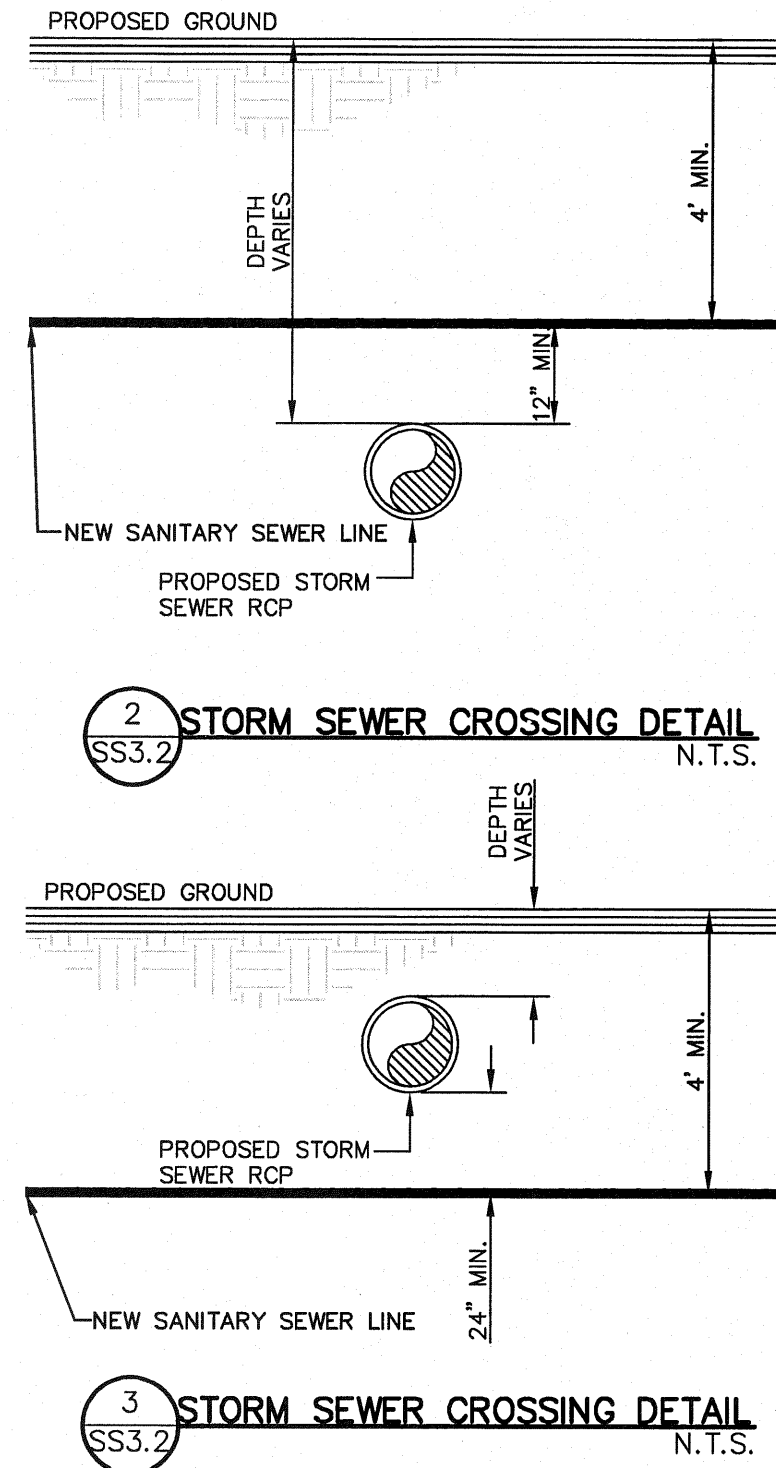 PROPOSED GROUND
DEPTH
VARIES
4' MIN.
12" MIN.
NEW SANITARY SEWER LINE
PROPOSED STORM
SEWER RCP
2
SS3.2
STORM SEWER CROSSING DETAIL
N.T.S.
DEPTH
VARIES
PROPOSED GROUND
4' MIN.
PROPOSED STORM
SEWER RCP
24" MIN.
NEW SANITARY SEWER LINE
3
SS3.2
STORM SEWER CROSSING DETAIL
N.T.S.